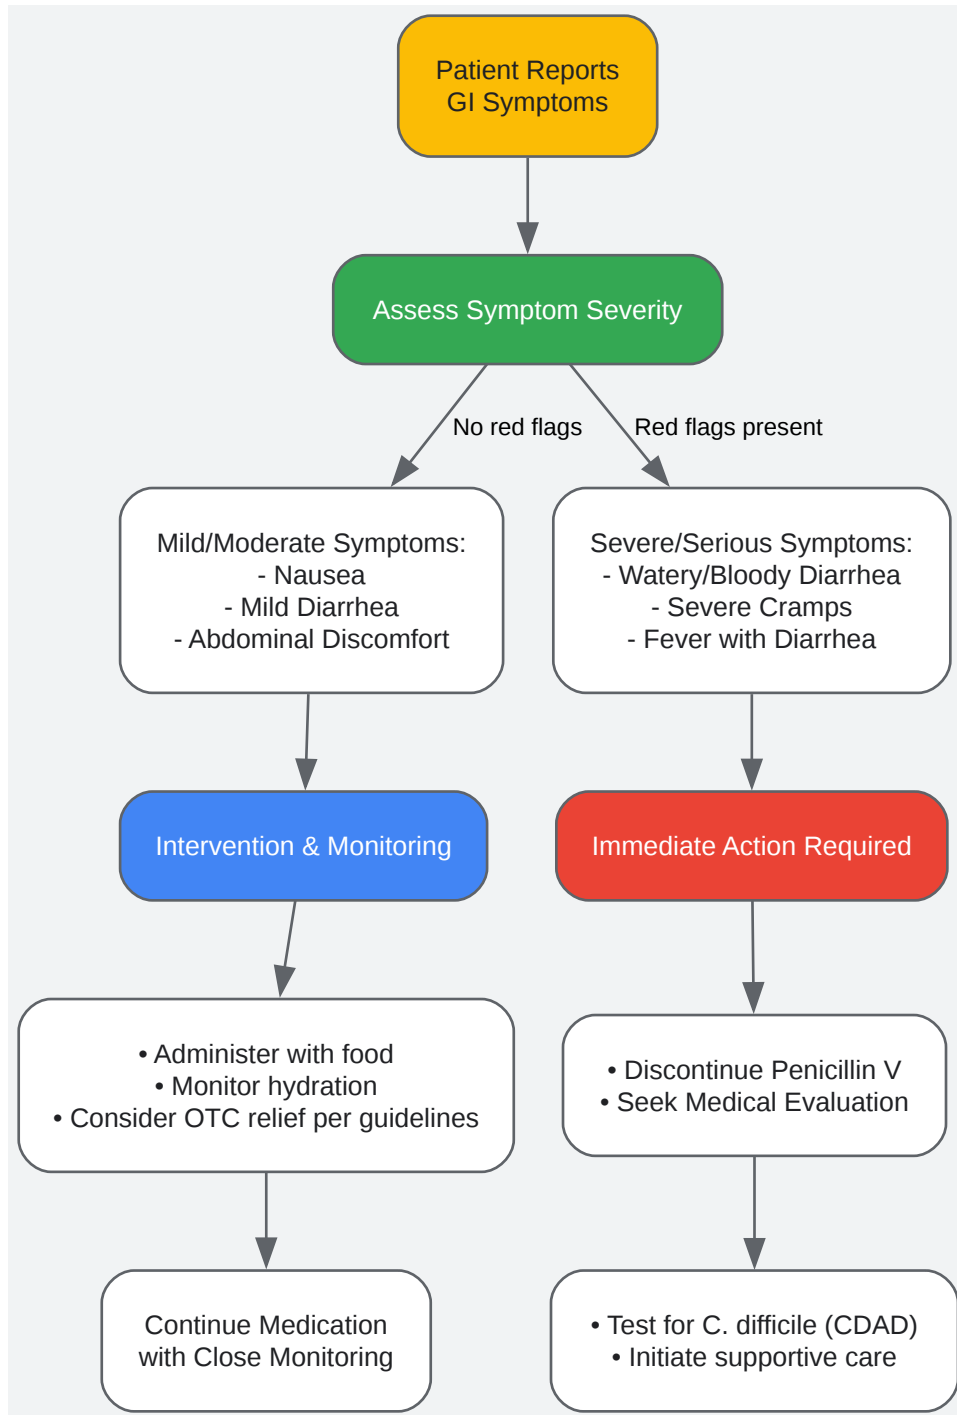 Patient Reports
GI Symptoms
Assess Symptom Severity
No red flags
Red flags present
Mild/Moderate Symptoms:
- Nausea
- Mild Diarrhea
- Abdominal Discomfort
Severe/Serious Symptoms:
- Watery/Bloody Diarrhea
- Severe Cramps
- Fever with Diarrhea
Intervention & Monitoring
Immediate Action Required
• Administer with food
• Monitor hydration
• Consider OTC relief per guidelines
• Discontinue Penicillin V
• Seek Medical Evaluation
Continue Medication
with Close Monitoring
• Test for C. difficile (CDAD)
• Initiate supportive care